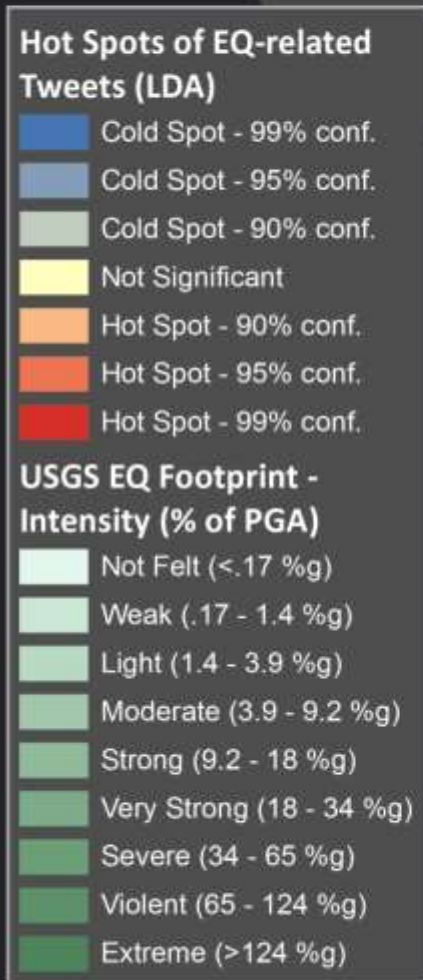 Hot Spots of EQ-related
Tweets (LDA)
Cold Spot - 99% conf.
Cold Spot - 95% conf.
Cold Spot - 90% conf.
Not Significant
Hot Spot - 90% conf.
Hot Spot - 95% conf.
Hot Spot - 99% conf.
USGS EQ Footprint -
Intensity (% of PGA)
Not Felt (<.17 %g)
Weak (.17 - 1.4 %g)
Light (1.4 - 3.9 %g)
Moderate (3.9 - 9.2 %g)
Strong (9.2 - 18 %g)
Very Strong (18 - 34 %g)
Severe (34 - 65 %g)
Violent (65 - 124 %g)
Extreme (>124 %g)